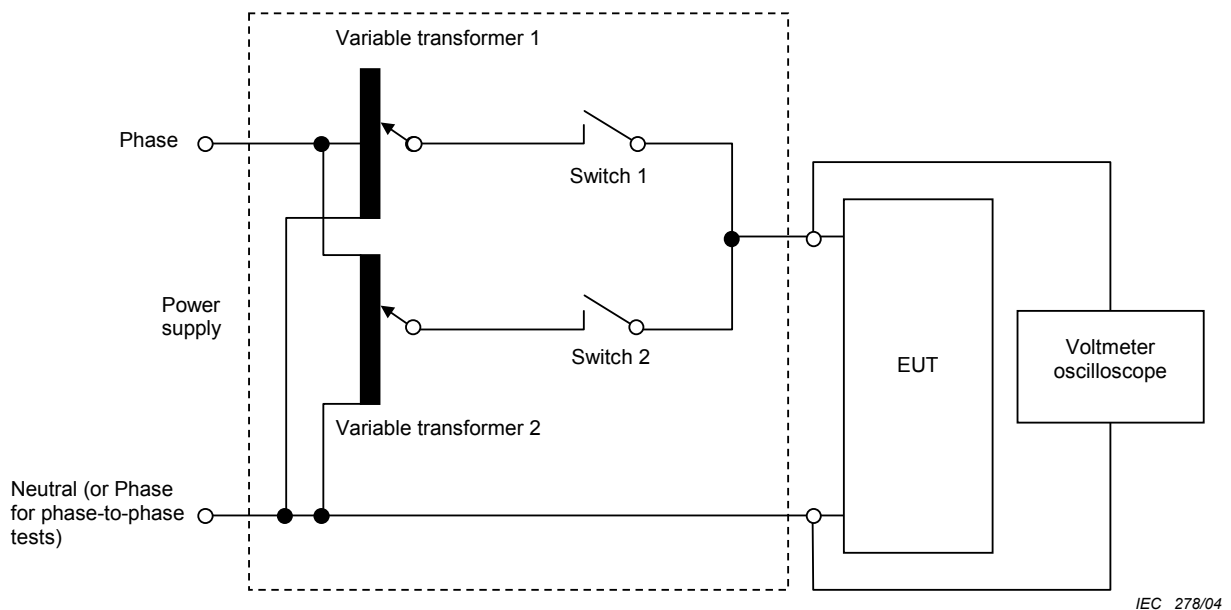 Variable transformer 1
Phase
Switch 1
Power
supply
Switch 2
EUT
Voltmeter
oscilloscope
Variable transformer 2
Neutral (or Phase
for phase-to-phase
tests)
IEC 278/04